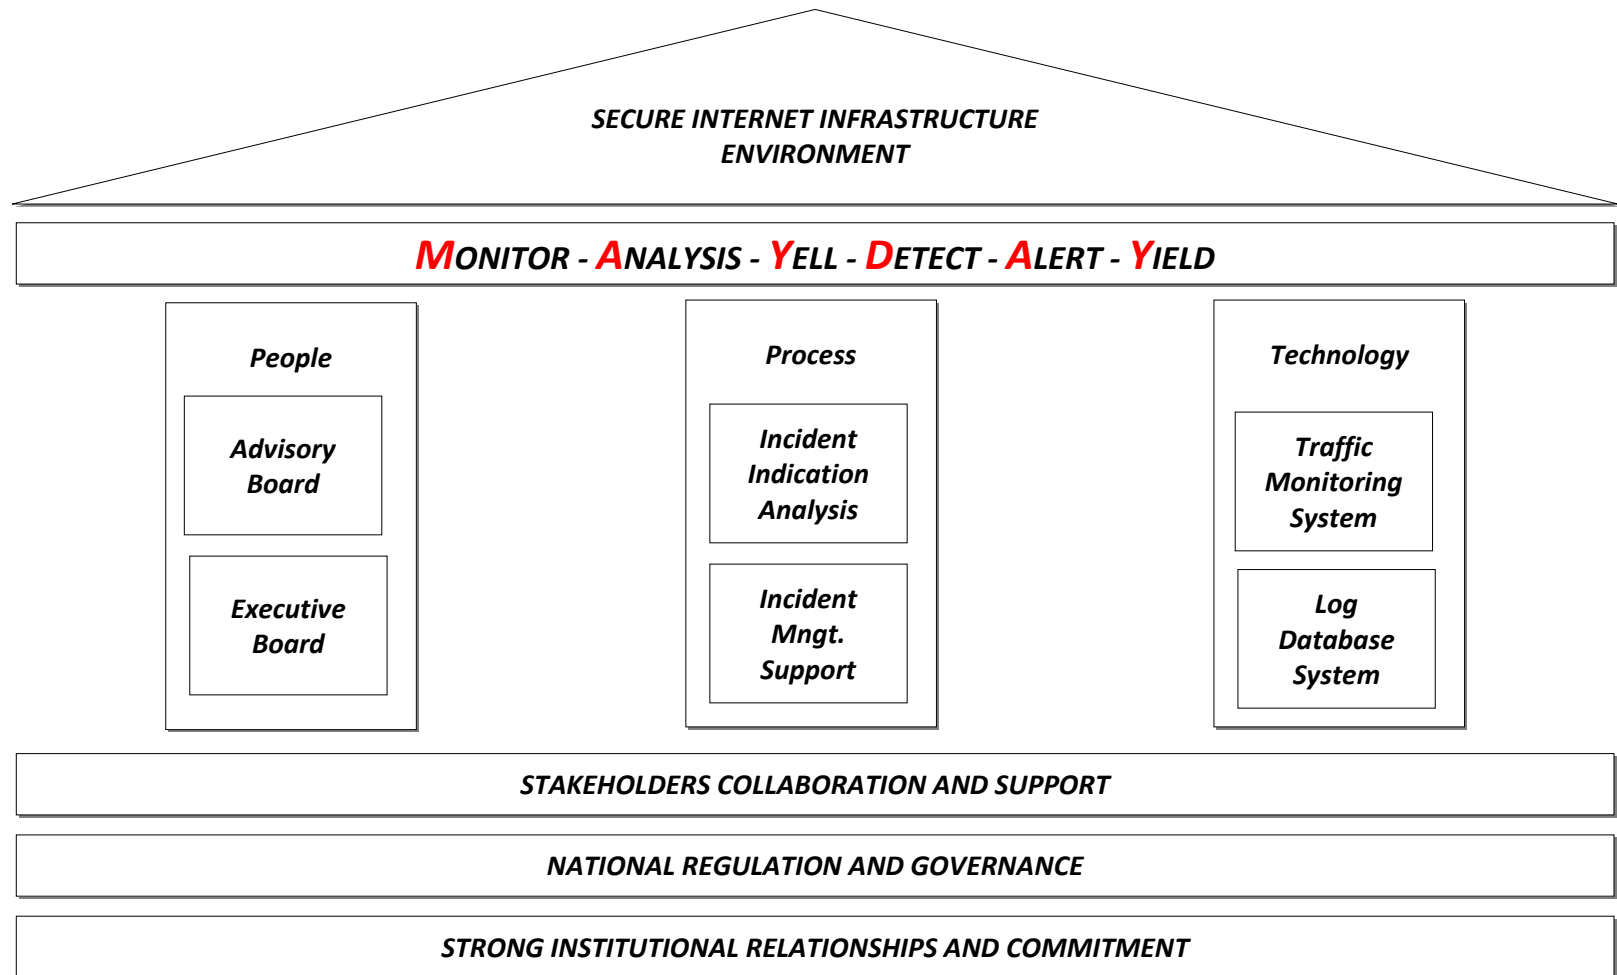 SECURE INTERNET INFRASTRUCTURE
ENVIRONMENT
MONITOR - ANALYSIS - YELL - DETECT - ALERT - YIELD
People
Advisory
Board
Executive
Board
Process
Incident
Indication
Analysis
Incident
Mngt.
Support
Technology
Traffic
Monitoring
System
Log
Database
System
STAKEHOLDERS COLLABORATION AND SUPPORT
NATIONAL REGULATION AND GOVERNANCE
STRONG INSTITUTIONAL RELATIONSHIPS AND COMMITMENT